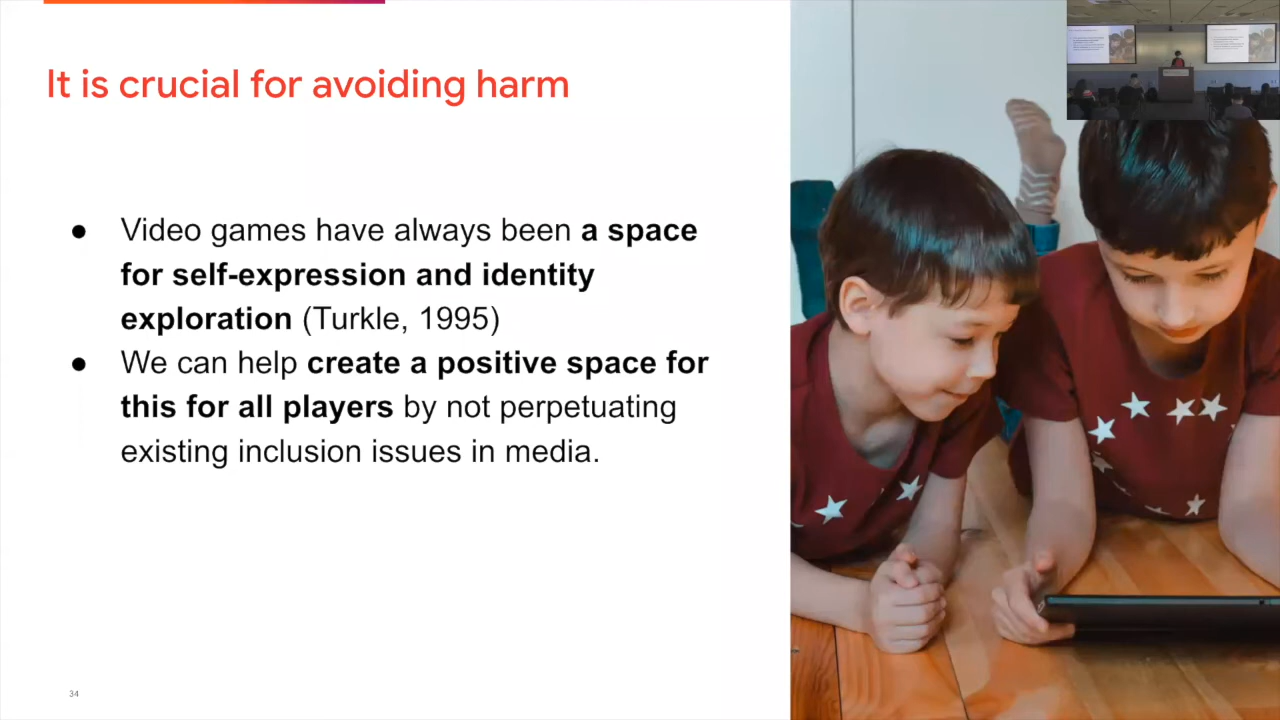 It is crucial for avoiding harm
● Video games have always been a space
for self-expression and identity
exploration (Turkle, 1995)
● We can help create a positive space for
this for all players by not perpetuating
existing inclusion issues in media.
34